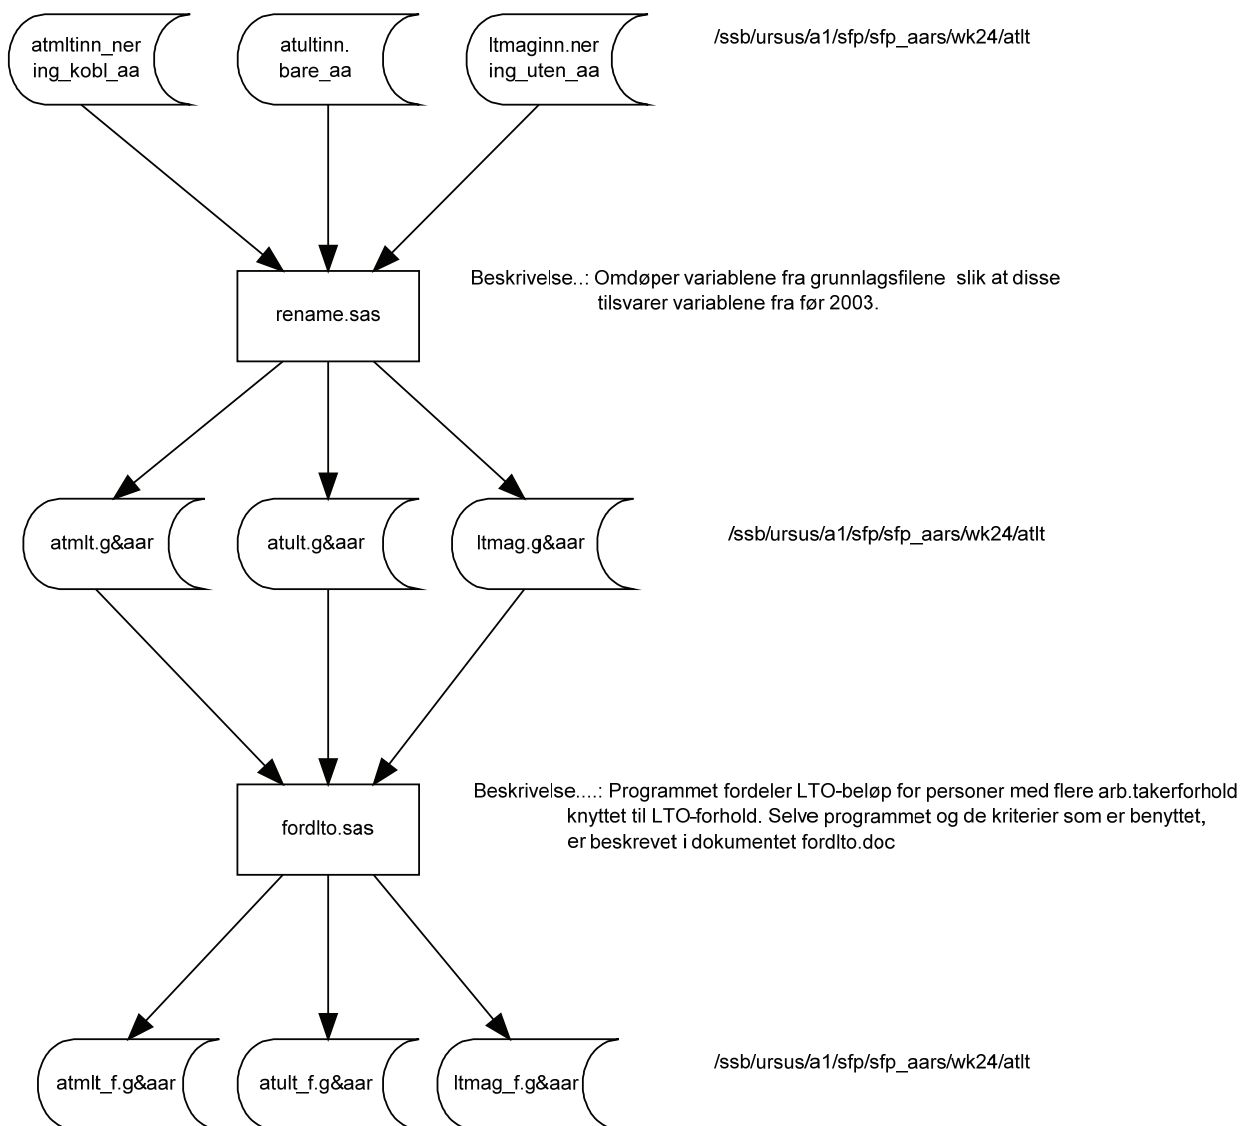 atmltinn_ner
ing_kobl_aa
atultinn.
bare_aa
ltmaginn.ner
ing_uten_aa
/ssb/ursus/a1/sfp/sfp_aars/wk24/atlt
rename.sas
Beskrivelse..: Omdøper variablene fra grunnlagsfilene slik at disse
tilsvarer variablene fra før 2003.
atmlt.g&aar
atult.g&aar
ltmag.g&aar
/ssb/ursus/a1/sfp/sfp_aars/wk24/atlt
fordlto.sas
Beskrivelse....: Programmet fordeler LTO-beløp for personer med flere arb.takerforhold
knyttet til LTO-forhold. Selve programmet og de kriterier som er benyttet,
er beskrevet i dokumentet fordlto.doc
atmlt_f.g&aar
atult_f.g&aar
ltmag_f.g&aar
/ssb/ursus/a1/sfp/sfp_aars/wk24/atlt